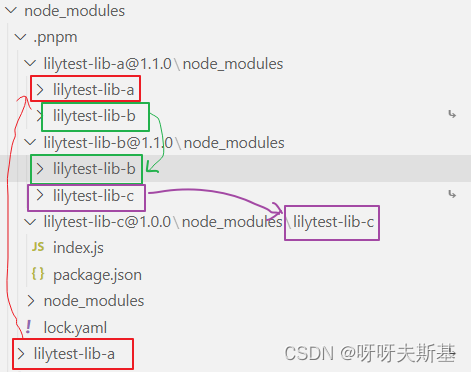 node_modules
.pnpm
lilytest-lib-a@1.1.0\node_modules
lilytest-lib-a
lilytest-lib-b
lilytest-lib-b@1.1.0\node_modules
lilytest-lib-b
lilytest-lib-c
lilytest-lib-c@1.0.0\node_modules\lilytest-lib-c
JS index.js
{} package.json
node_modules
! lock.yaml
lilytest-lib-a
CSDN @呀呀夫斯基